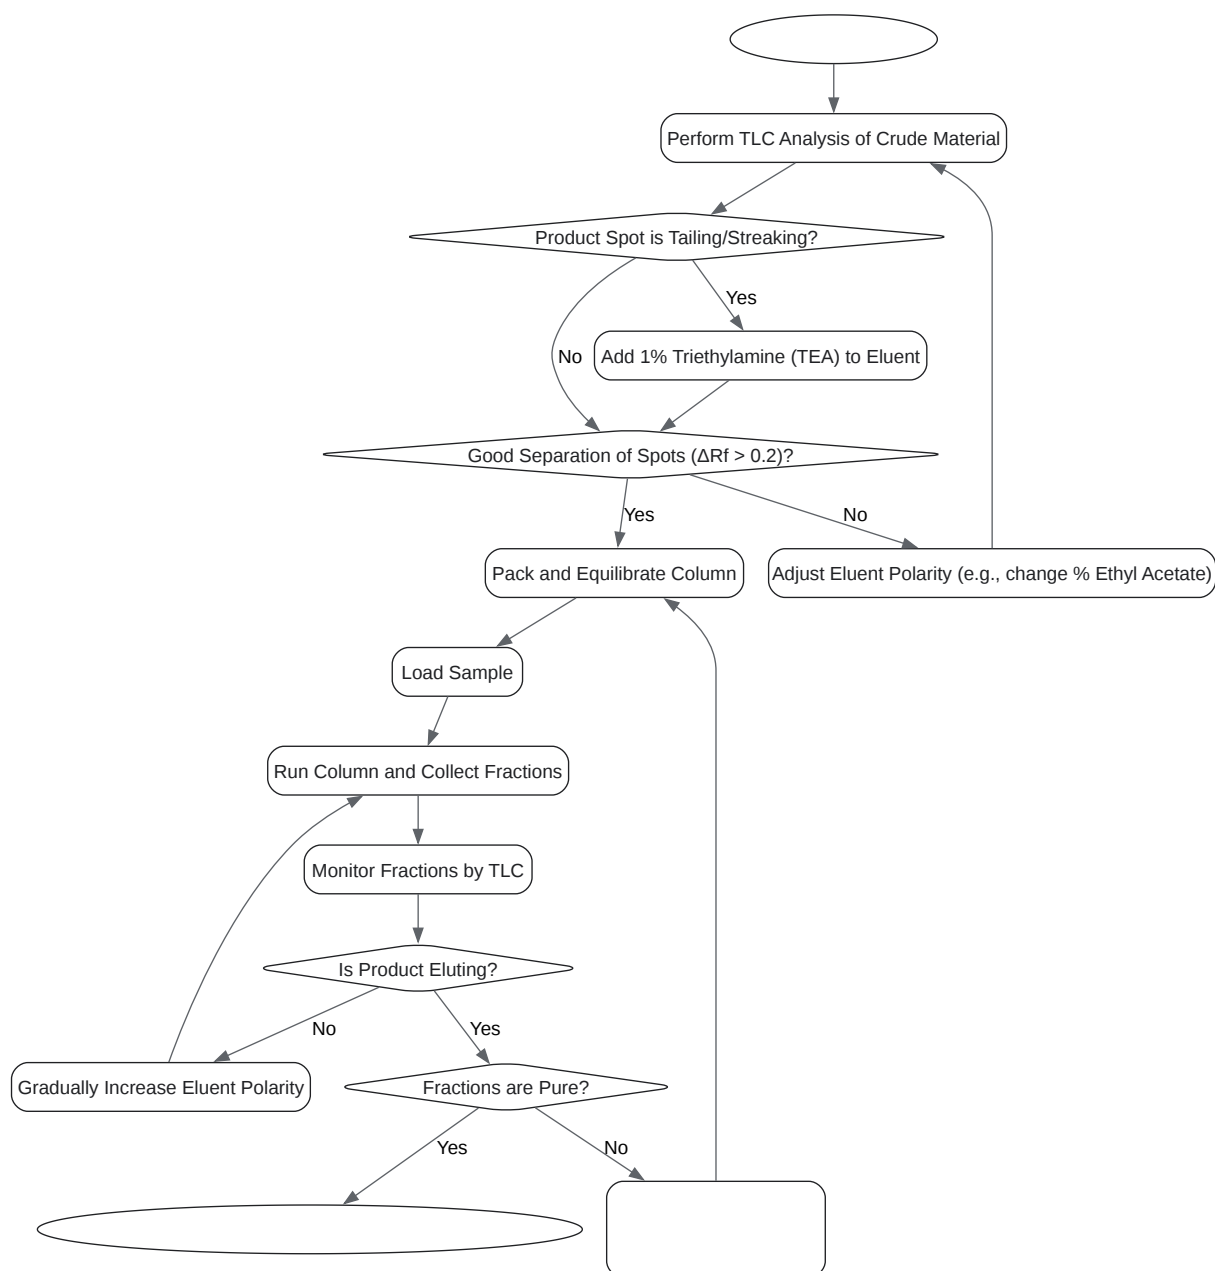 Perform TLC Analysis of Crude Material
Product Spot is Tailing/Streaking?
Yes
No
Add 1% Triethylamine (TEA) to Eluent
Good Separation of Spots (ΔRf > 0.2)?
Yes
No
Pack and Equilibrate Column
Adjust Eluent Polarity (e.g., change % Ethyl Acetate)
Load Sample
Run Column and Collect Fractions
Monitor Fractions by TLC
Is Product Eluting?
No
Yes
Gradually Increase Eluent Polarity
Fractions are Pure?
Yes
No